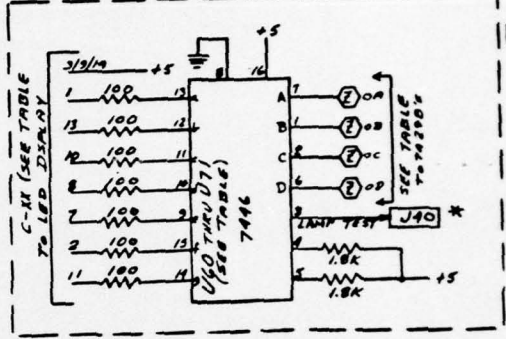 +5
3/9/14 +5
8 16
1 100 13 A 7 Z OA
13 100 12 B 1 Z OB
10 100 11 C 2 Z OC
8 100 10 D 6 Z OD
7 100 9 3 LAMP TEST J40 *
2 100 15 4 1.8K
11 100 14 5 1.8K +5
C-XX (SEE TABLE
TO LED DISPLAY
U60 THRU U71
(SEE TABLE)
7446
SEE TABLE
TO 7490'S